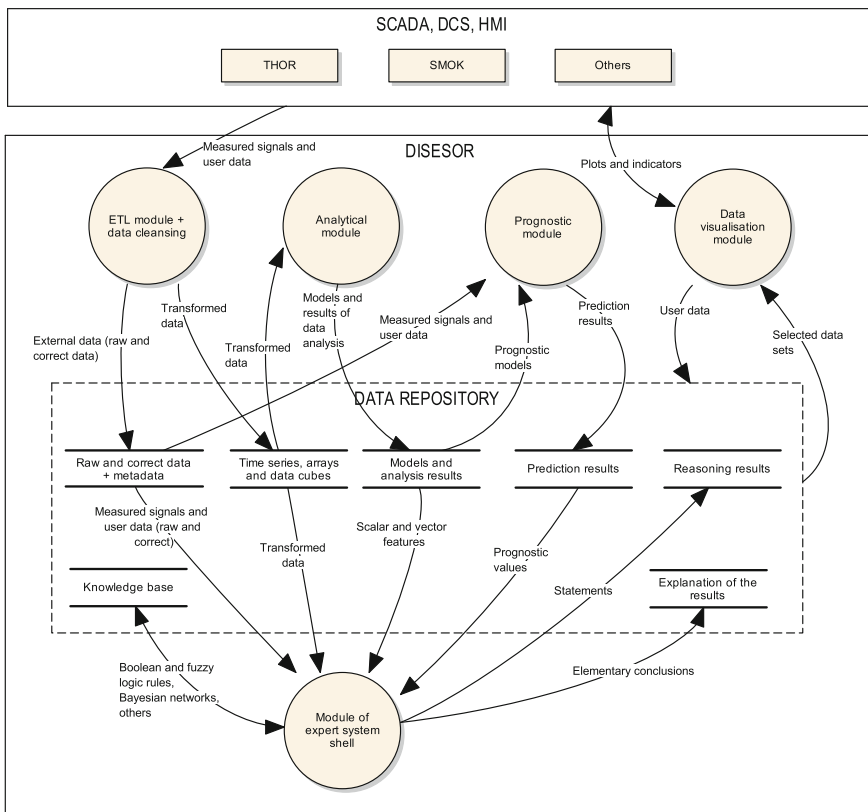 SCADA, DCS, HMI
THOR
SMOK
Others
Measured signals and
user data
Plots and indicators
DISESOR
ETL module +
data cleansing
Analytical
module
Prognostic
module
Data
visualisation
module
External data (raw and
correct data)
Transformed
data
Transformed
data
Models and
results of
data
analysis
Measured signals and
user data
Prognostic
models
Prediction
results
User data
Selected data
sets
DATA REPOSITORY
Raw and correct data
+ metadata
Time series, arrays
and data cubes
Models and
analysis results
Prediction results
Reasoning results
Measured signals and
user data (raw and
correct)
Transformed
data
Scalar and vector
features
Prognostic
values
Statements
Knowledge base
Explanation of the
results
Boolean and fuzzy
logic rules,
Bayesian networks,
others
Elementary conclusions
Module of
expert system
shell